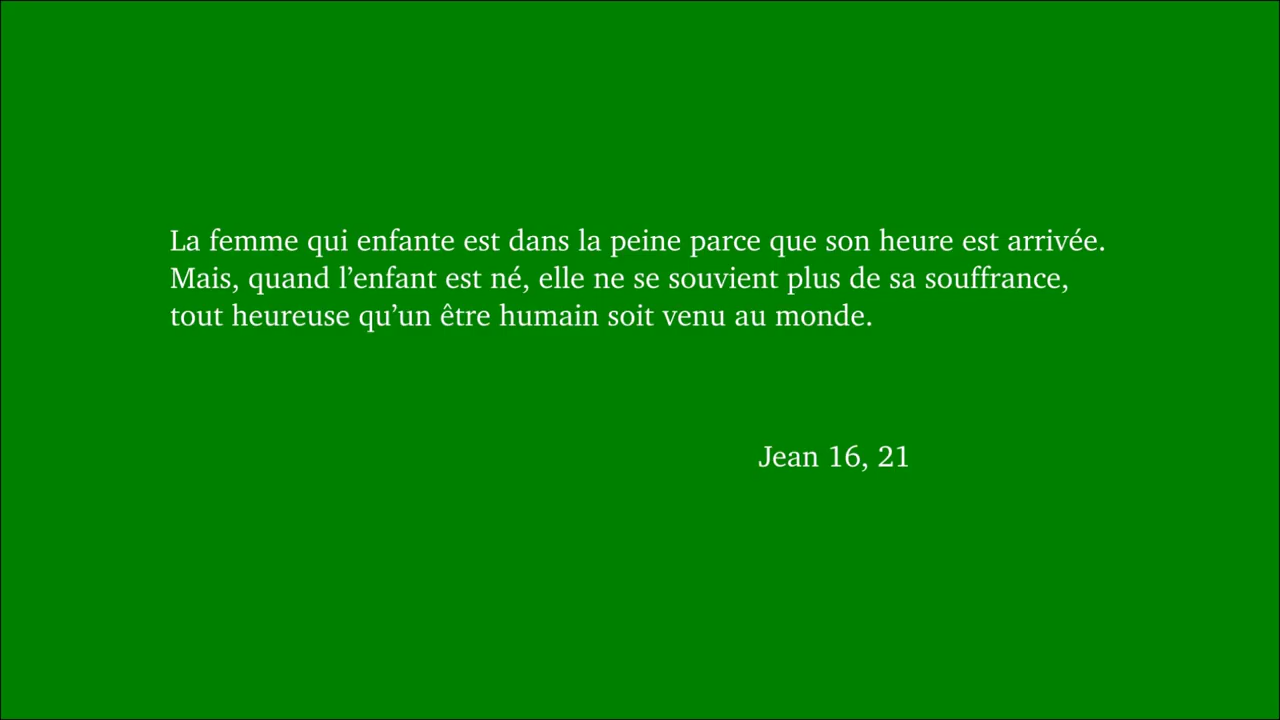 La femme qui enfante est dans la peine parce que son heure est arrivée.
Mais, quand l’enfant est né, elle ne se souvient plus de sa souffrance,
tout heureuse qu’un être humain soit venu au monde.
Jean 16, 21